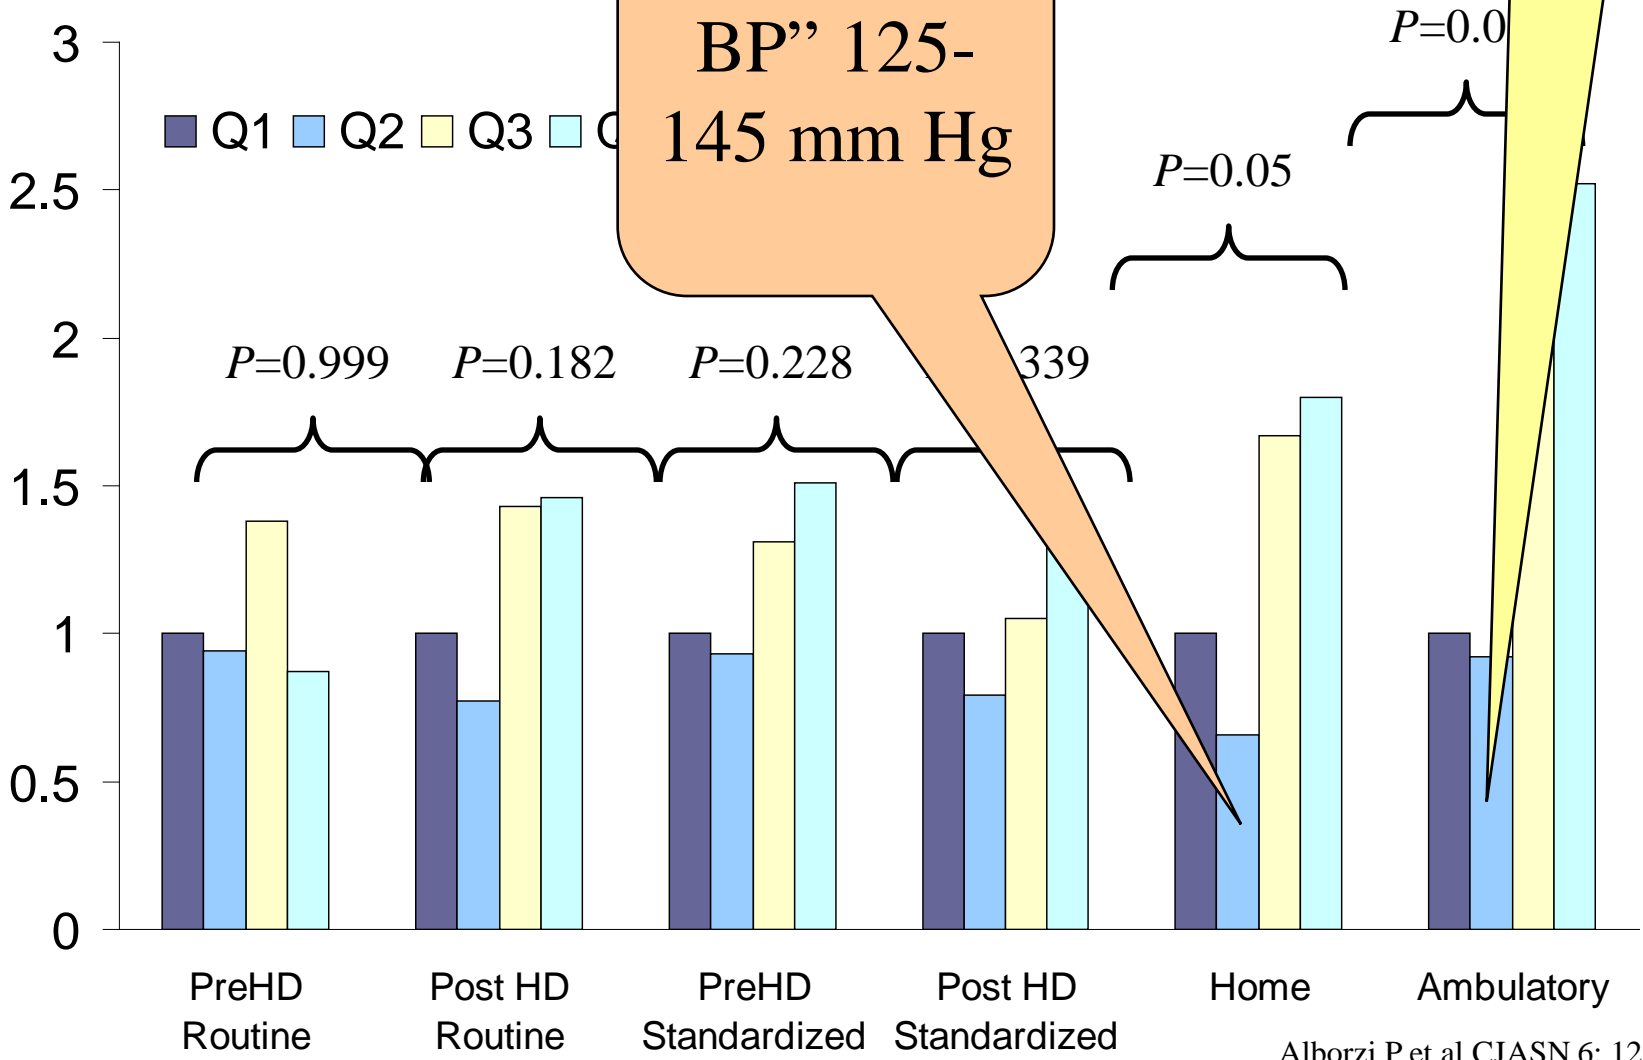 3
2.5
2
1.5
1
0.5
0
Q1 Q2 Q3
BP” 125-
145 mm Hg
P=0.999
P=0.182
P=0.228
339
P=0.05
P=0.0
PreHD
Routine
Post HD
Routine
PreHD
Standardized
Post HD
Standardized
Home
Ambulatory
Alborzi P et al CJASN 6: 12